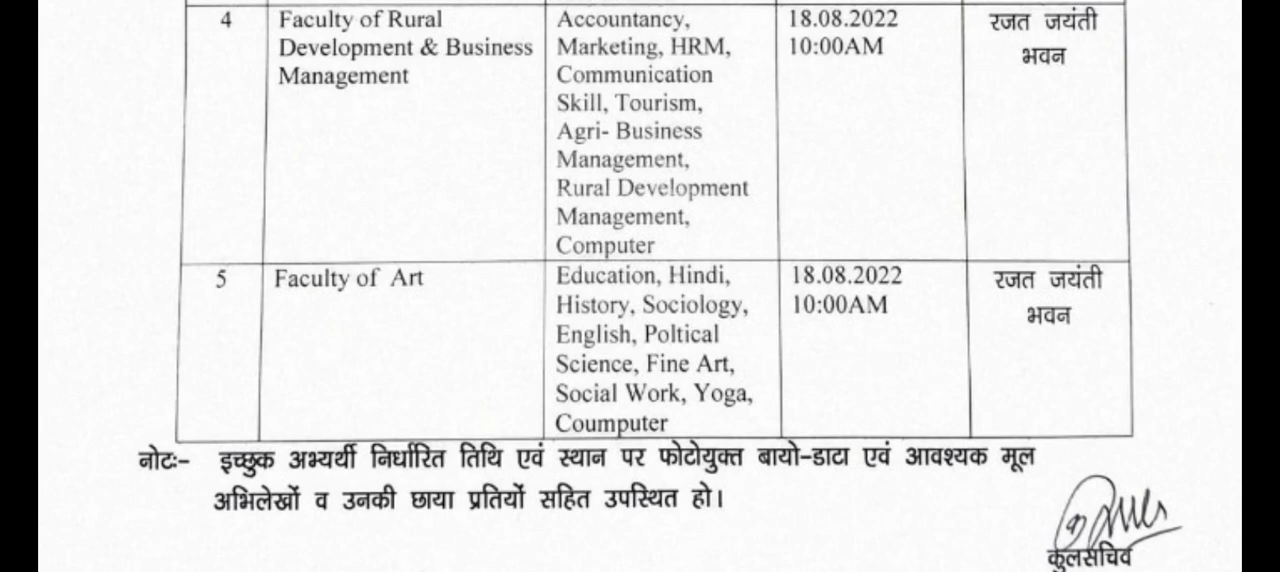 4 Faculty of Rural Accountancy, 18.08.2022 रजत जयंती
Development & Business Marketing, HRM, 10:00AM भवन
Management Communication
Skill, Tourism,
Agri- Business
Management,
Rural Development
Management,
Computer
5 Faculty of Art Education, Hindi, 18.08.2022 रजत जयंती
History, Sociology, 10:00AM भवन
English, Poltical
Science, Fine Art,
Social Work, Yoga,
Coumputer
नोटः- इच्छुक अभ्यर्थी निर्धारित तिथि एवं स्थान पर फोटोयुक्त बायो-डाटा एवं आवश्यक मूल
अभिलेखों व उनकी छाया प्रतियों सहित उपस्थित हो।
कुलसचिव